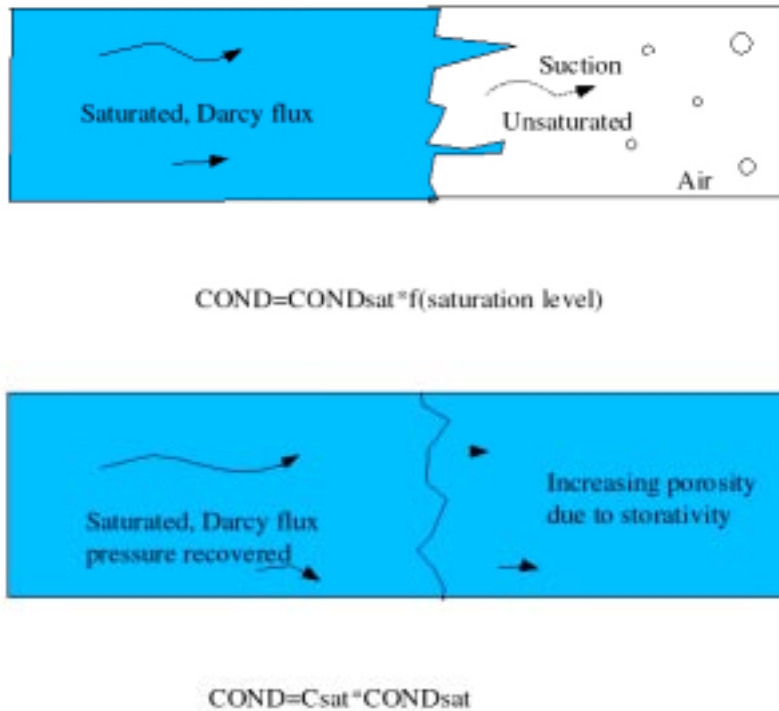 Suction
Saturated, Darcy flux
Unsaturated
Air
COND=CONDsat*f(saturation level)
Increasing porosity
due to storativity
Saturated, Darcy flux
pressure recovered
COND=Csat*CONDsat